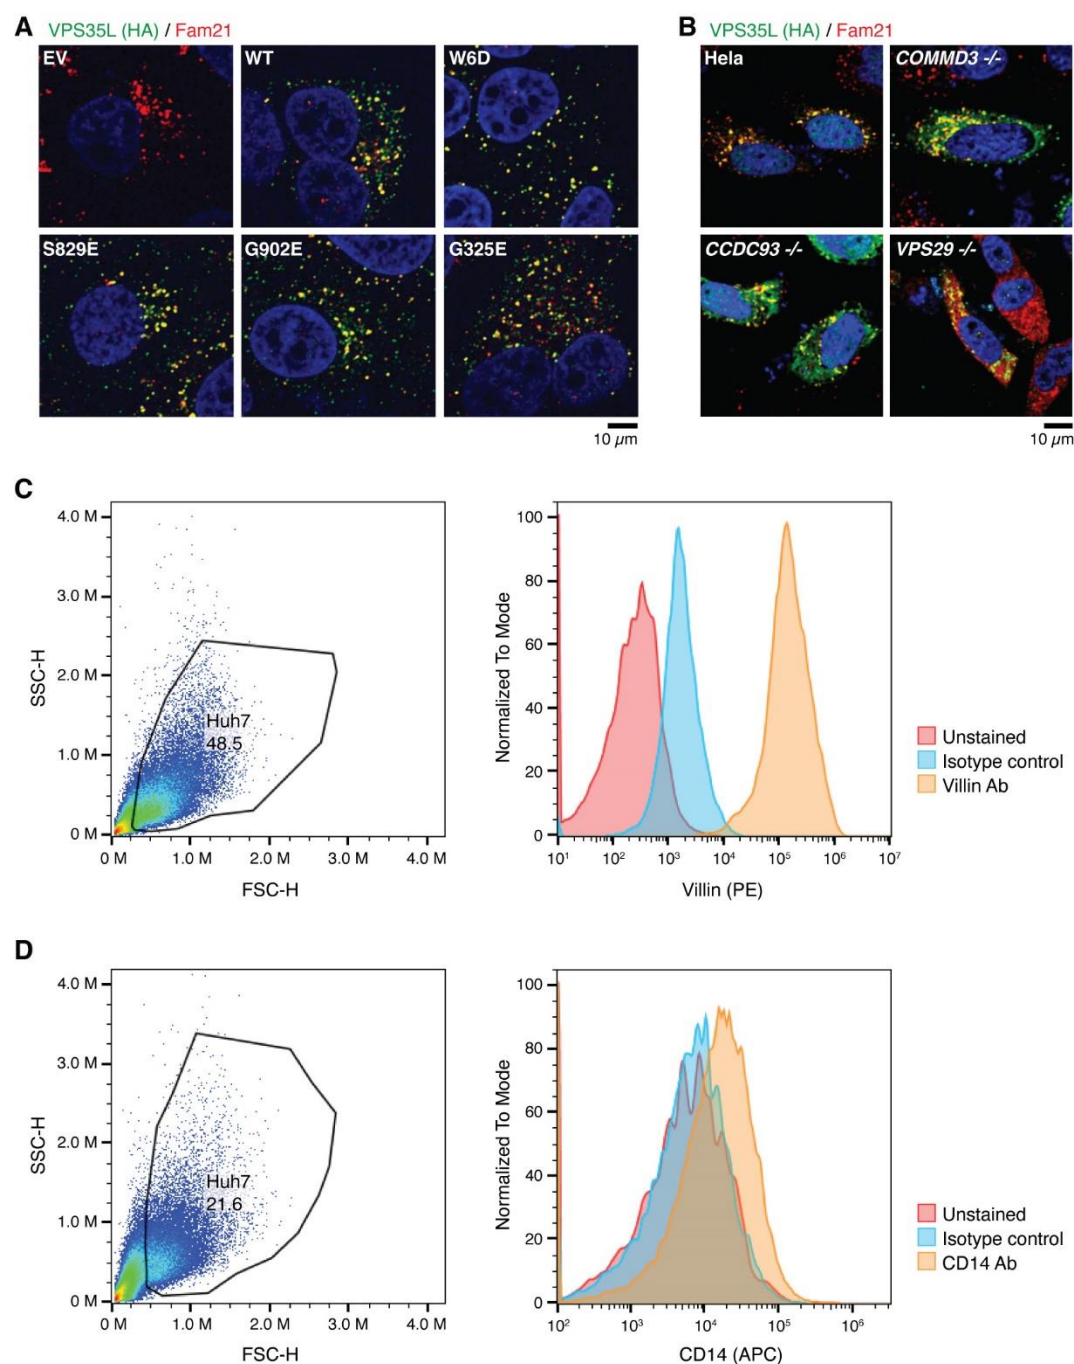 A
VPS35L (HA) / Fam21
EV
WT
W6D
S829E
G902E
G325E
10 µm
B
VPS35L (HA) / Fam21
Hela
COMMD3 -/-
CCDC93 -/-
VPS29 -/-
10 µm
C
4.0 M
3.0 M
2.0 M
1.0 M
0 M
SSC-H
Huh7
48.5
0 M 1.0 M 2.0 M 3.0 M 4.0 M
FSC-H
100
80
60
40
20
0
Normalized To Mode
10¹ 10² 10³ 10⁴ 10⁵ 10⁶ 10⁷
Villin (PE)
Unstained
Isotype control
Villin Ab
D
4.0 M
3.0 M
2.0 M
1.0 M
0 M
SSC-H
Huh7
21.6
0 M 1.0 M 2.0 M 3.0 M 4.0 M
FSC-H
100
80
60
40
20
0
Normalized To Mode
10² 10³ 10⁴ 10⁵ 10⁶
CD14 (APC)
Unstained
Isotype control
CD14 Ab